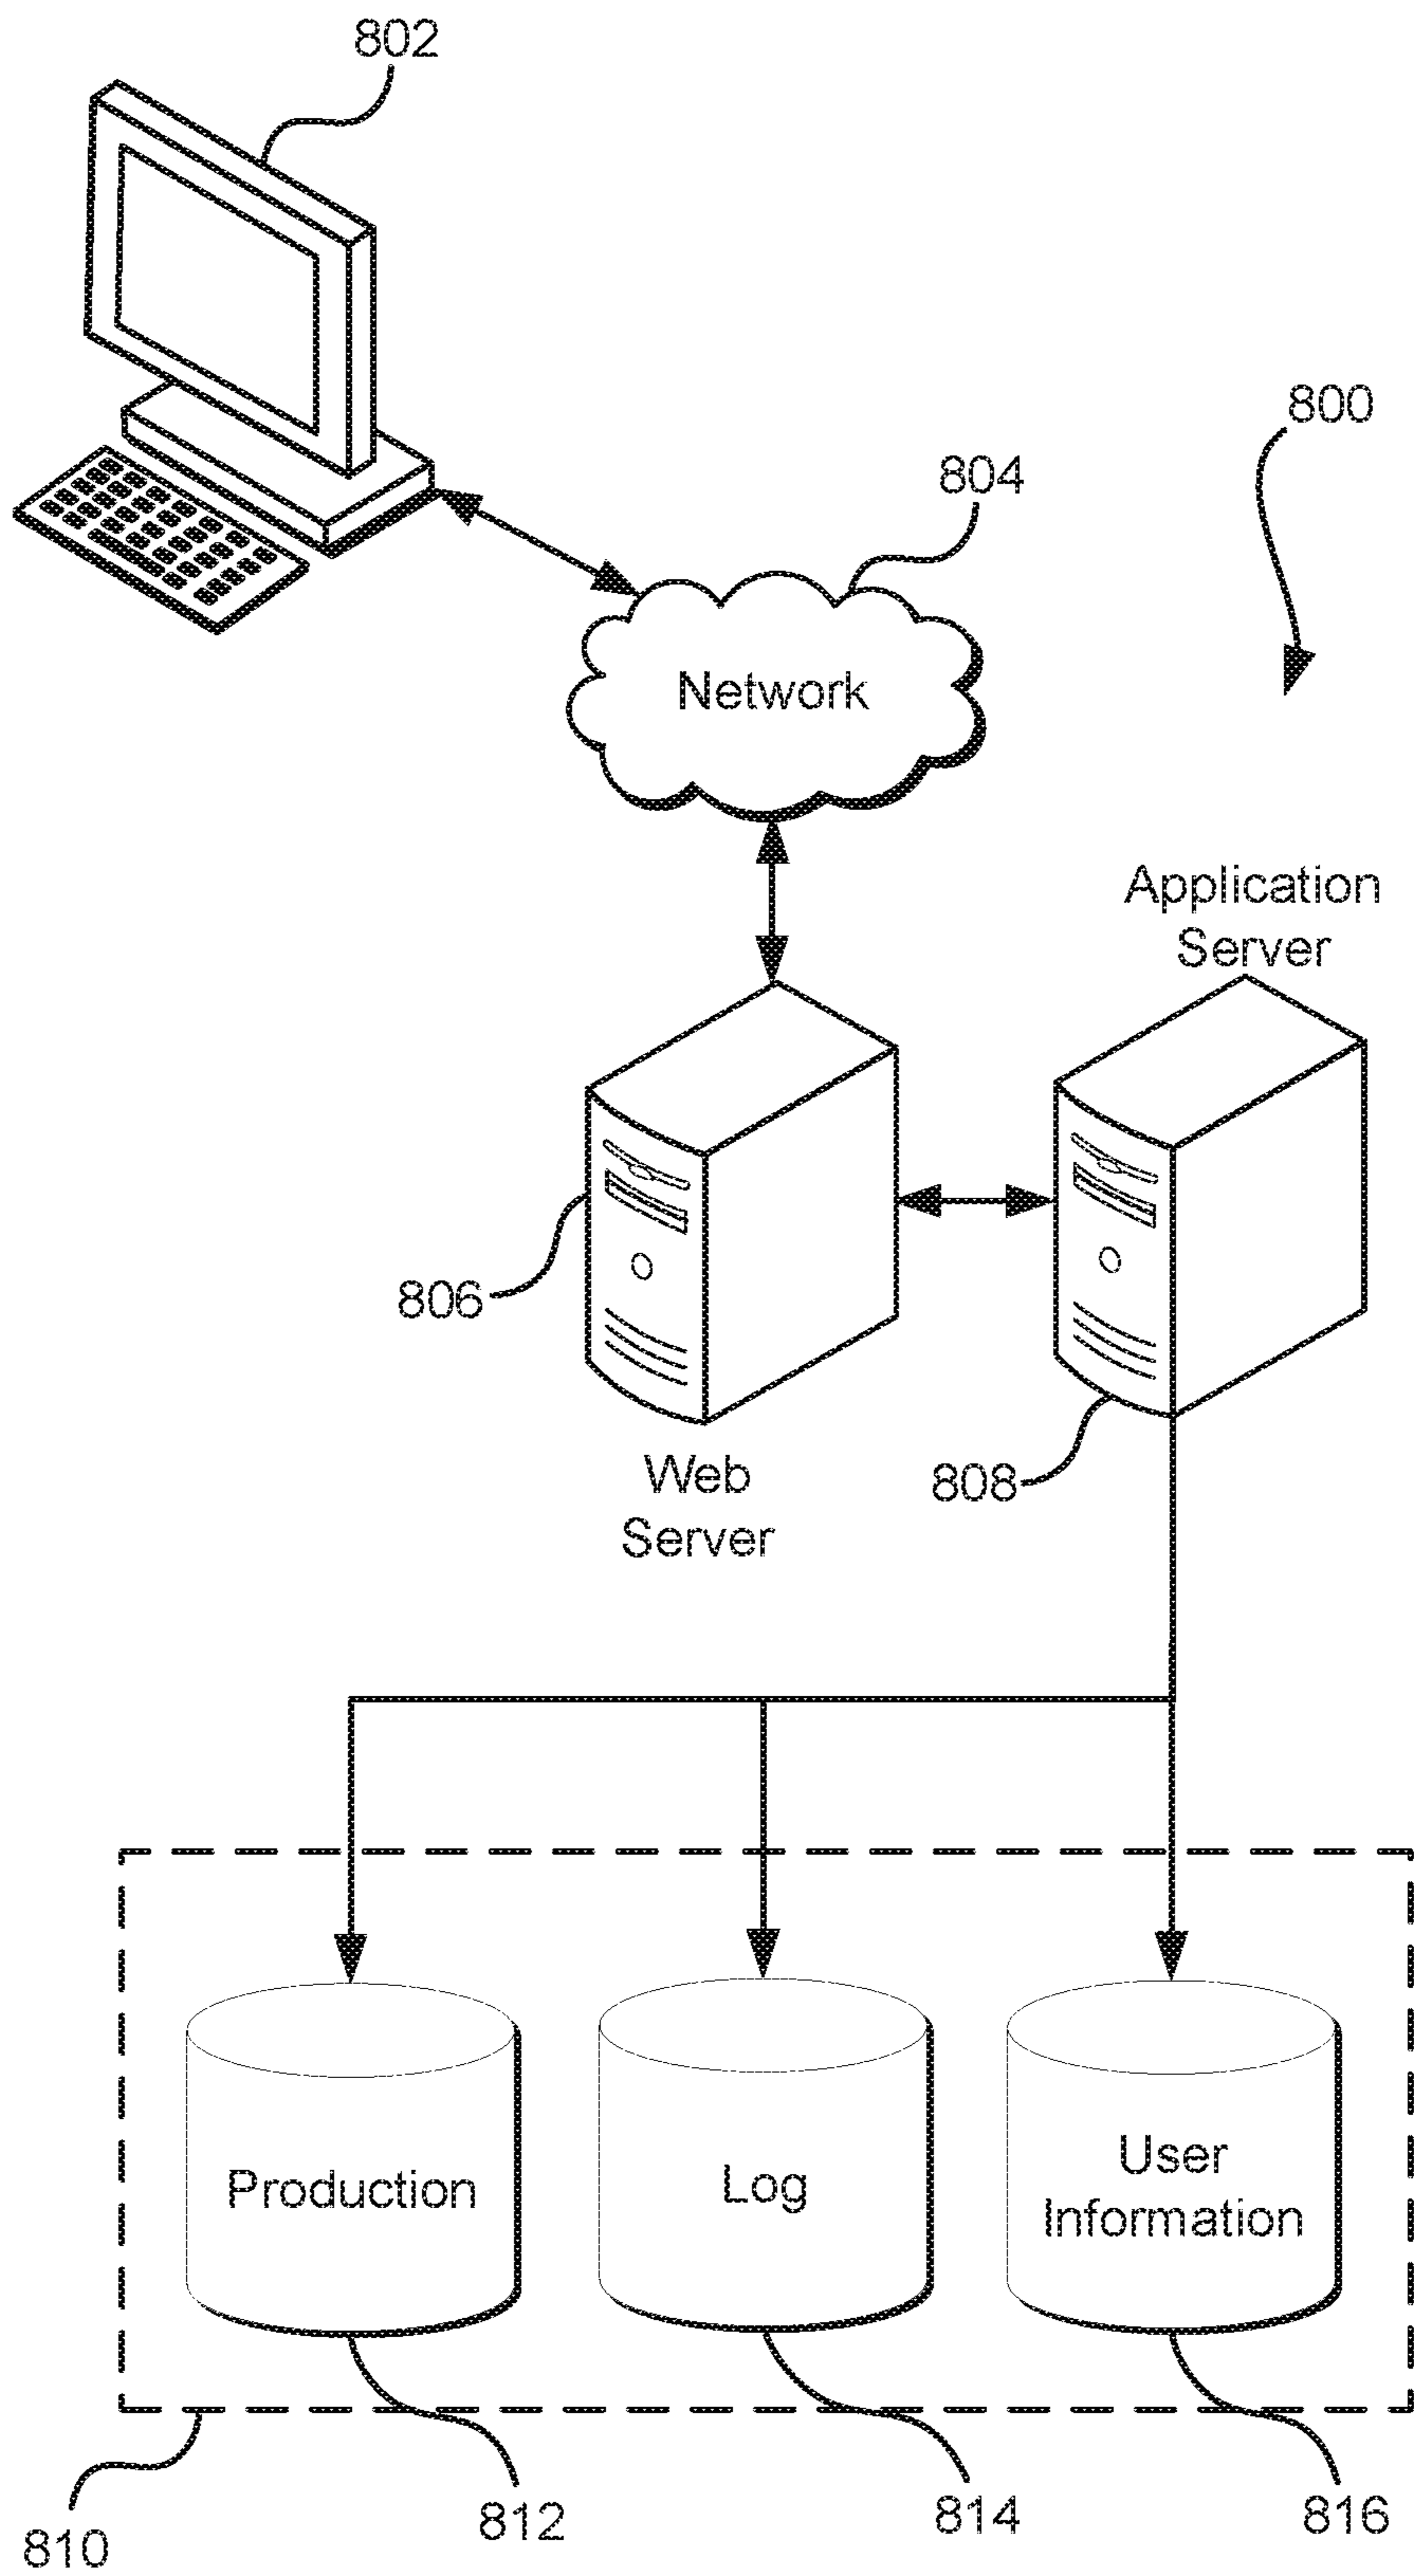 802
800
804
Network
Application
Server
806
808
Web
Server
Production
Log
User
Information
810
812
814
816